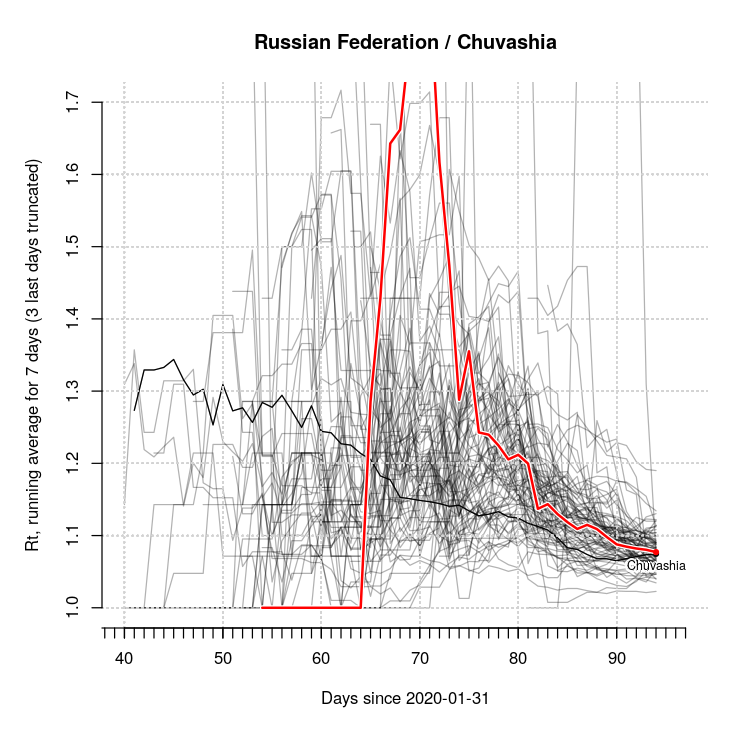 Russian Federation / Chuvashia
Rt, running average for 7 days (3 last days truncated)
1.7
1.6
1.5
1.4
1.3
1.2
1.1
1.0
Chuvashia
40 50 60 70 80 90
Days since 2020-01-31